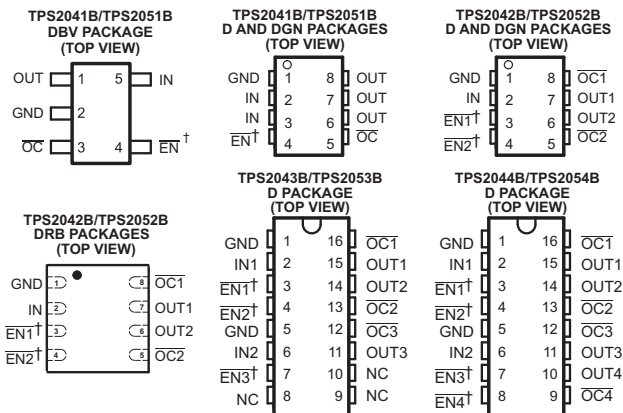 TPS2041B/TPS2051B
DBV PACKAGE
(TOP VIEW)
OUT 1 5 IN
GND 2
OC 3 4 EN†
TPS2041B/TPS2051B
D AND DGN PACKAGES
(TOP VIEW)
GND 1 8 OUT
IN 2 7 OUT
IN 3 6 OUT
EN† 4 5 OC
TPS2042B/TPS2052B
D AND DGN PACKAGES
(TOP VIEW)
GND 1 8 OC1
IN 2 7 OUT1
EN1† 3 6 OUT2
EN2† 4 5 OC2
TPS2042B/TPS2052B
DRB PACKAGES
(TOP VIEW)
GND 1 8 OC1
IN 2 7 OUT1
EN1† 3 6 OUT2
EN2† 4 5 OC2
TPS2043B/TPS2053B
D PACKAGE
(TOP VIEW)
GND 1 16 OC1
IN1 2 15 OUT1
EN1† 3 14 OUT2
EN2† 4 13 OC2
GND 5 12 OC3
IN2 6 11 OUT3
EN3† 7 10 NC
NC 8 9 NC
TPS2044B/TPS2054B
D PACKAGE
(TOP VIEW)
GND 1 16 OC1
IN1 2 15 OUT1
EN1† 3 14 OUT2
EN2† 4 13 OC2
GND 5 12 OC3
IN2 6 11 OUT3
EN3† 7 10 OUT4
EN4† 8 9 OC4